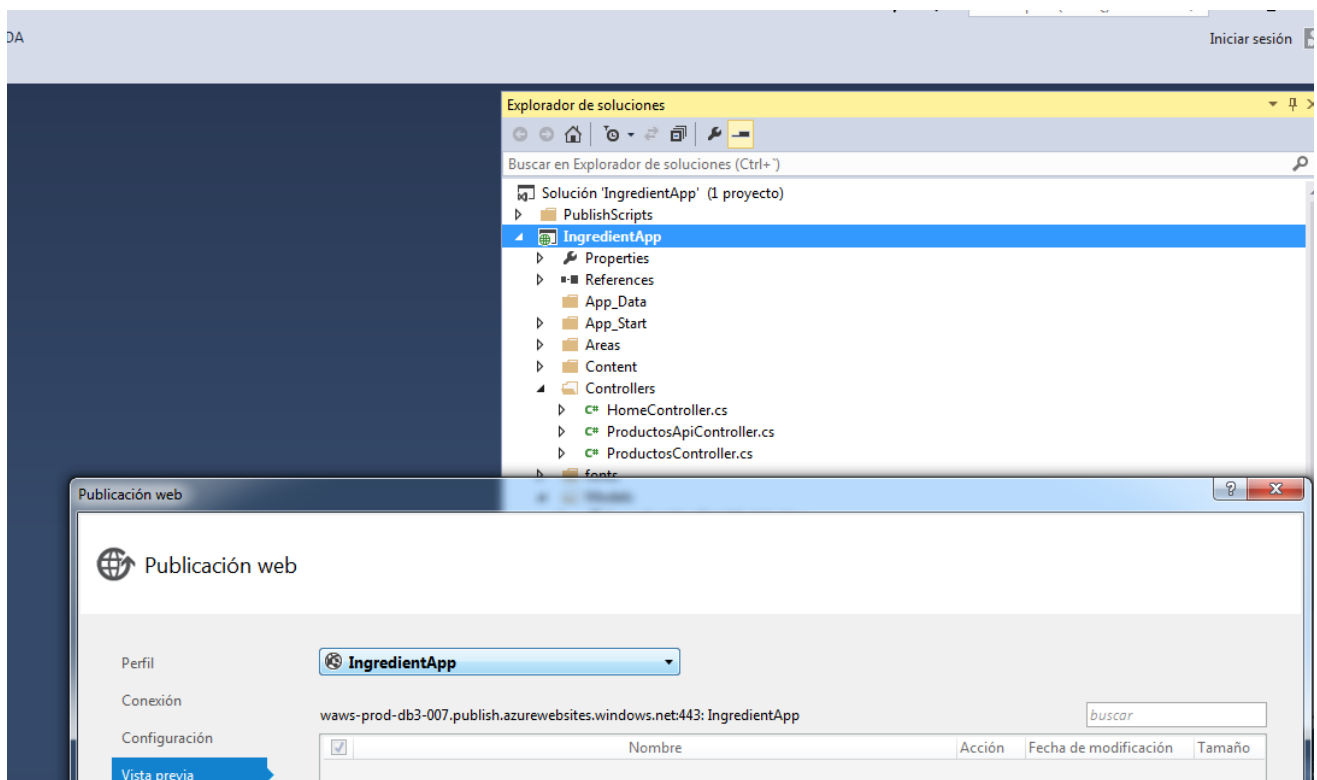 DA
Iniciar sesión
Explorador de soluciones
Buscar en Explorador de soluciones (Ctrl+¨)
Solución 'IngredientApp' (1 proyecto)
PublishScripts
IngredientApp
Properties
References
App_Data
App_Start
Areas
Content
Controllers
C# HomeController.cs
C# ProductosApiController.cs
C# ProductosController.cs
fonts
Models
Publicación web
Publicación web
Perfil
IngredientApp
Conexión
waws-prod-db3-007.publish.azurewebsites.windows.net:443: IngredientApp
buscar
Configuración
Nombre Acción Fecha de modificación Tamaño
Vista previa